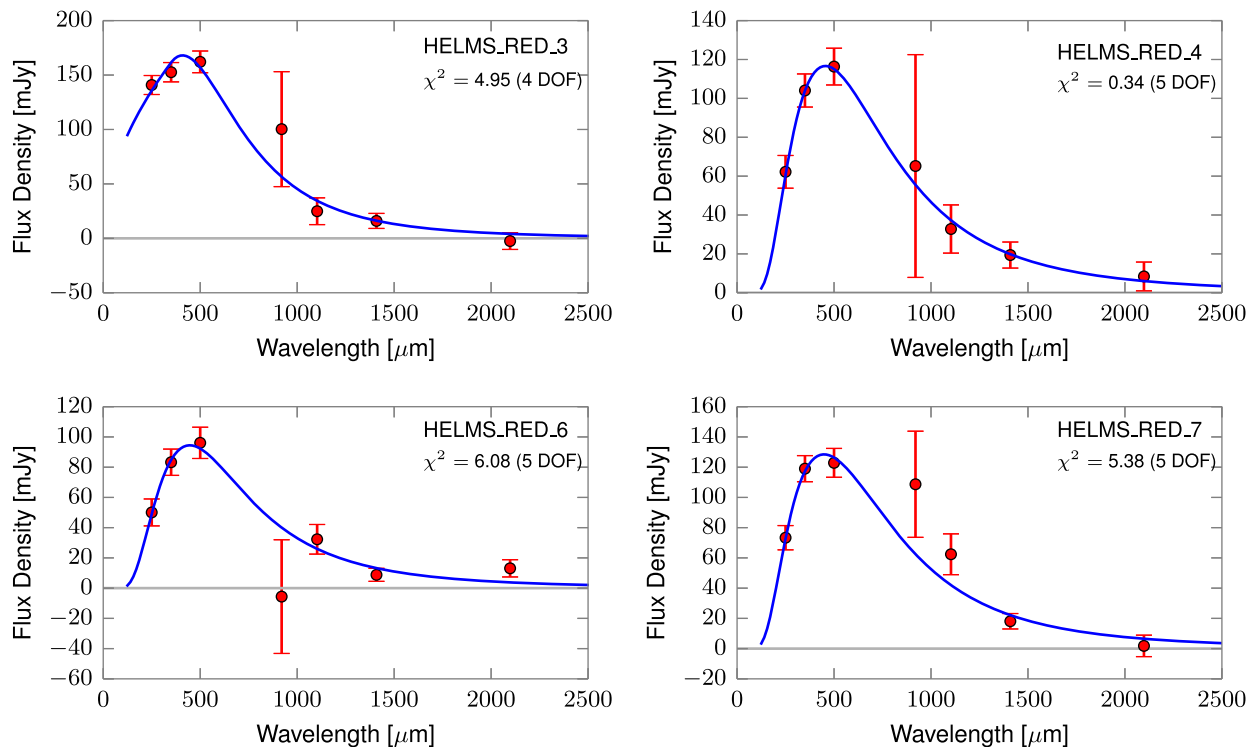 HELMS_RED_3
χ² = 4.95 (4 DOF)
Flux Density [mJy]
200
150
100
50
0
−50
0 500 1000 1500 2000 2500
Wavelength [μm]
HELMS_RED_4
χ² = 0.34 (5 DOF)
Flux Density [mJy]
140
120
100
80
60
40
20
0
0 500 1000 1500 2000 2500
Wavelength [μm]
HELMS_RED_6
χ² = 6.08 (5 DOF)
Flux Density [mJy]
120
100
80
60
40
20
0
−20
−40
−60
0 500 1000 1500 2000 2500
Wavelength [μm]
HELMS_RED_7
χ² = 5.38 (5 DOF)
Flux Density [mJy]
160
140
120
100
80
60
40
20
0
−20
0 500 1000 1500 2000 2500
Wavelength [μm]